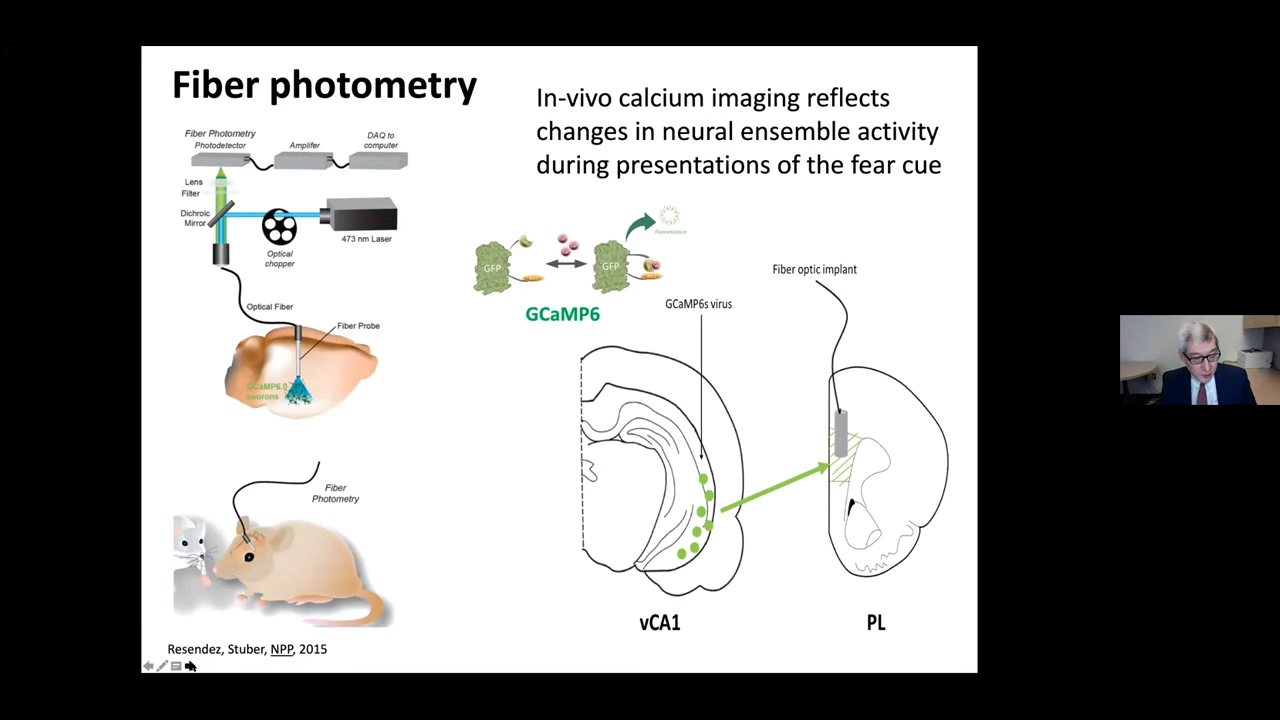 Fiber photometry
In-vivo calcium imaging reflects
changes in neural ensemble activity
during presentations of the fear cue
Fiber Photometry
Photodetector
Amplifer
DAQ to
computer
Lens
Filter
Dichroic
Mirror
Optical
chopper
473 nm Laser
Optical Fiber
Fiber Probe
GCaMP6.0
neurons
Fiber
Photometry
GFP
GFP
Fluorescence
GCaMP6
GCaMP6s virus
Fiber optic implant
vCA1
PL
Resendez, Stuber, NPP, 2015